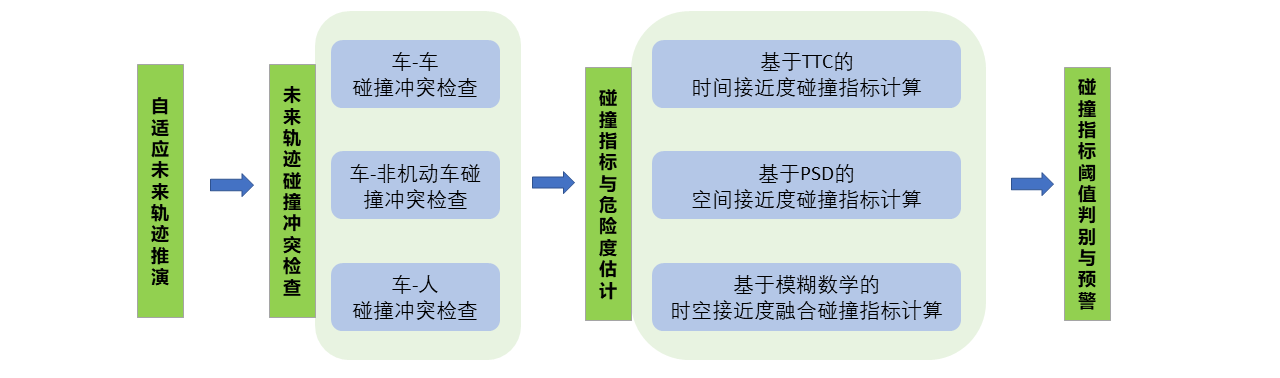 自适应未来轨迹推演
未来轨迹碰撞冲突检查
车-车
碰撞冲突检查
车-非机动车碰
撞冲突检查
车-人
碰撞冲突检查
碰撞指标与危险度估计
基于TTC的
时间接近度碰撞指标计算
基于PSD的
空间接近度碰撞指标计算
基于模糊数学的
时空接近度融合碰撞指标计算
碰撞指标阈值判别与预警